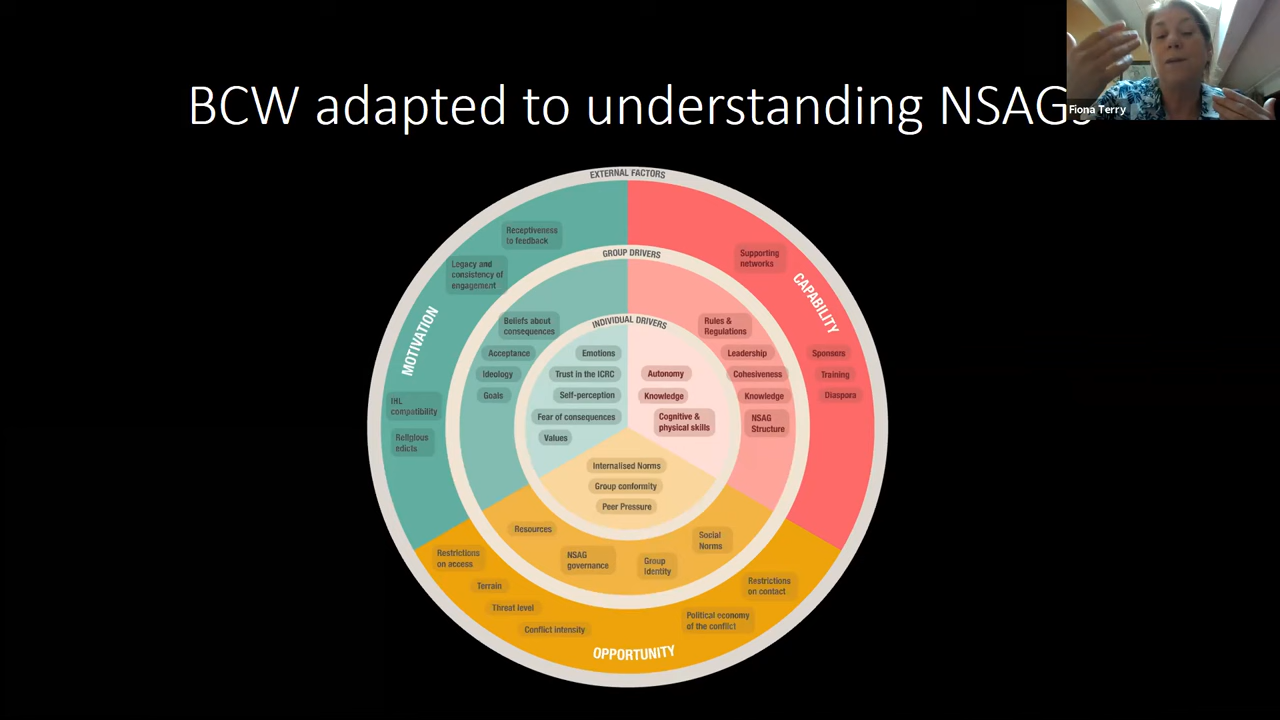 BCW adapted to understanding NSAGs
Fiona Terry
EXTERNAL FACTORS
GROUP DRIVERS
INDIVIDUAL DRIVERS
MOTIVATION
Receptiveness
to feedback
Legacy and
consistency of
engagement
IHL
compatibility
Religious
edicts
Beliefs about
consequences
Acceptance
Ideology
Goals
Emotions
Trust in the ICRC
Self-perception
Fear of consequences
Values
CAPABILITY
Supporting
networks
Sponsers
Training
Diaspora
Rules &
Regulations
Leadership
Cohesiveness
Knowledge
NSAG
Structure
Autonomy
Knowledge
Cognitive &
physical skills
Internalised Norms
Group conformity
Peer Pressure
Resources
NSAG
governance
Group
Identity
Social
Norms
Restrictions
on access
Terrain
Threat level
Conflict intensity
Political economy
of the conflict
Restrictions
on contact
OPPORTUNITY